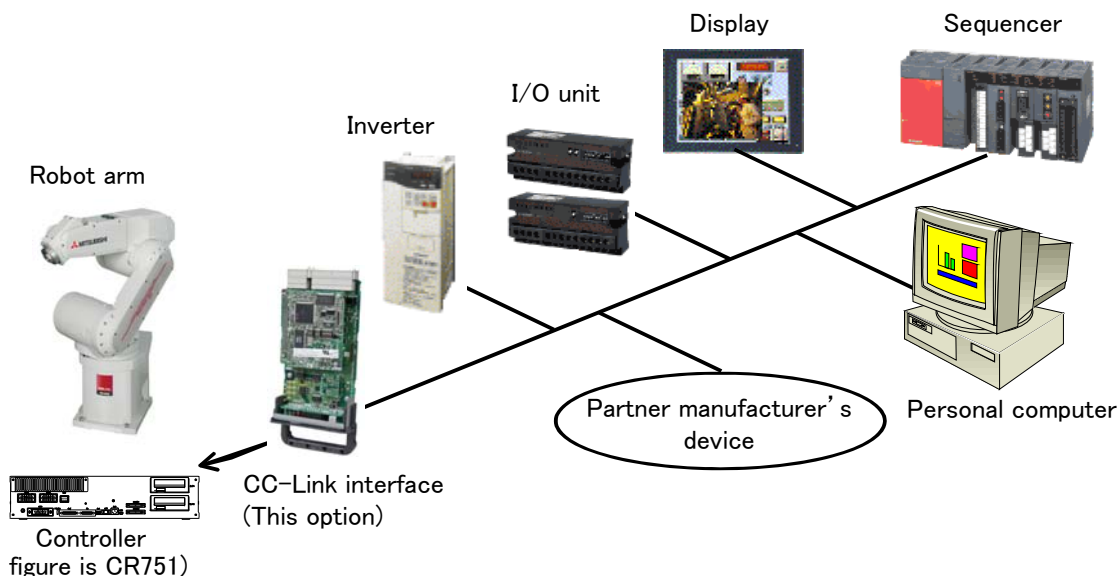 Display
Sequencer
I/O unit
Inverter
Robot arm
MITSUBISHI
Partner manufacturer's
device
Personal computer
CC-Link interface
(This option)
Controller
figure is CR751)